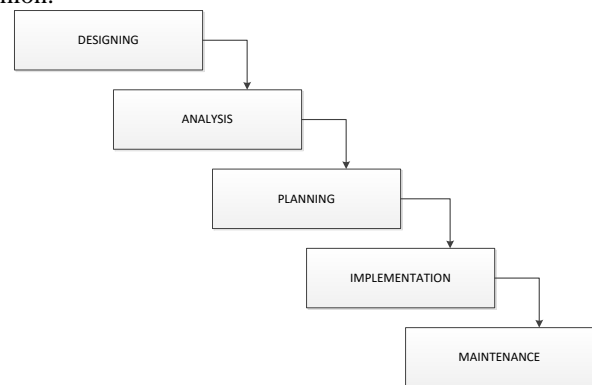 DESIGNING
ANALYSIS
PLANNING
IMPLEMENTATION
MAINTENANCE